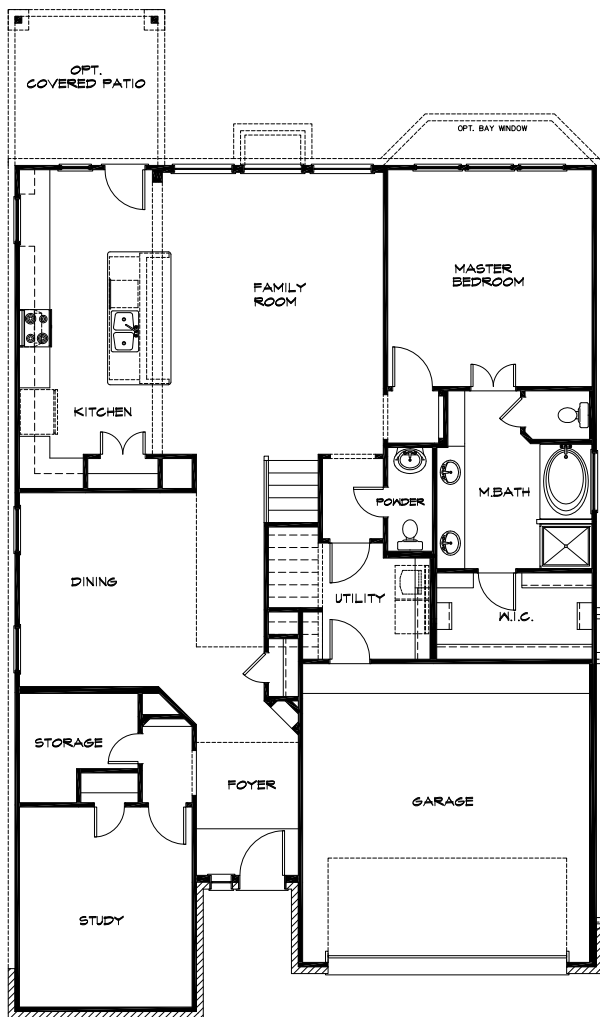 OPT.
COVERED PATIO
OPT. BAY WINDOW
FAMILY
ROOM
MASTER
BEDROOM
KITCHEN
POWDER
M.BATH
DINING
UTILITY
W.I.C.
STORAGE
FOYER
GARAGE
STUDY